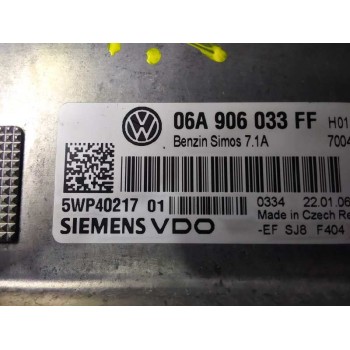 06A 906 033 FF H01
Benzin Simos 7.1A 7004
5WP40217 01 0334 22.01.06
Made in Czech Re
SIEMENS VDO -EF SJ8 F404